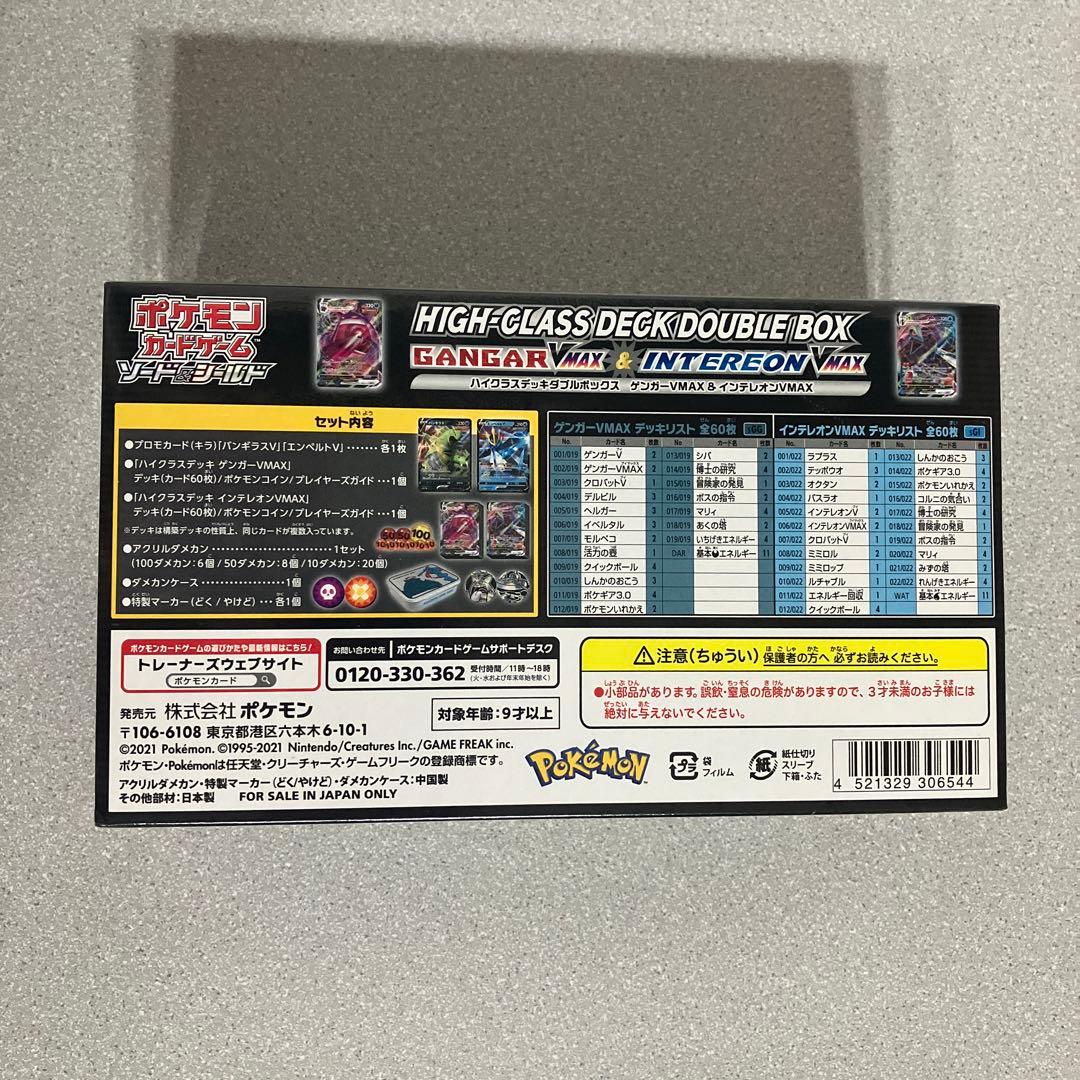 ポケモン
カードゲーム™
ソード&シールド
HIGH-CLASS DECK DOUBLE BOX
GANGAR VMAX & INTEREON VMAX
ハイクラスデッキダブルボックス ゲンガーVMAX & インテレオンVMAX
セット内容
●プロモカード(キラ)「バンギラスV」「エンペルトV」……各1枚
●「ハイクラスデッキ ゲンガーVMAX」
デッキ(カード60枚)/ポケモンコイン/プレイヤーズガイド…1個
●「ハイクラスデッキ インテレオンVMAX」
デッキ(カード60枚)/ポケモンコイン/プレイヤーズガイド…1個
※デッキは構築デッキの性質上、同じカードが複数入っています。
●アクリルダメカン……………………1セット
(100ダメカン:6個/50ダメカン:8個/10ダメカン:20個)
●ダメカンケース………………1個
●特製マーカー(どく/やけど)…各1個
ゲンガーVMAX デッキリスト 全60枚 sGG
No. カード名 枚数 No. カード名 枚数
001/019 ゲンガーV 013/019 シバ
002/019 ゲンガーVMAX 014/019 博士の研究 4
003/019 クロバットV 015/019 冒険家の発見
004/019 デルビル 3 016/019 ボスの指令 2
005/019 ヘルガー 3 017/019 マリィ 4
006/019 イベルタル 018/019 あくの塔
007/019 モルペコ 019/019 いちげきエネルギー 4
008/019 活力の壺 1 DAR 基本エネルギー 11
009/019 クイックボール 4
010/019 しんかのおこう
011/019 ポケギア3.0 4
012/019 ポケモンいれかえ 2
インテレオンVMAX デッキリスト 全60枚 sGI
No. カード名 枚数 No. カード名 枚数
001/022 ラプラス 1 013/022 しんかのおこう 3
002/022 テッポウオ 3 014/022 ポケギア3.0 4
003/022 オクタン 2 015/022 ポケモンいれかえ 2
004/022 バスラオ 016/022 コルニの気合い 2
005/022 インテレオンV 017/022 博士の研究 4
006/022 インテレオンVMAX 2 018/022 冒険家の発見 1
007/022 クロバットV 1 019/022 ボスの指令 2
008/022 ミミロル 2 020/022 マリィ 4
009/022 ミミロップ 021/022 みずの塔 2
010/022 ルチャブル 1 022/022 れんげきエネルギー 4
011/022 エネルギー回収 1 WAT 基本エネルギー 11
012/022 クイックボール 4
ポケモンカードゲームの遊びかたや最新情報はこちら!
トレーナーズウェブサイト
ポケモンカード
お問い合わせ先 ポケモンカードゲームサポートデスク
0120-330-362 受付時間/11時~18時
(火・水および年末年始を除く)
発売元 株式会社 ポケモン
〒106-6108 東京都港区六本木6-10-1
対象年齢:9才以上
©2021 Pokémon. ©1995-2021 Nintendo/Creatures Inc./GAME FREAK inc.
ポケモン・Pokémonは任天堂・クリーチャーズ・ゲームフリークの登録商標です。
アクリルダメカン・特製マーカー(どく/やけど)・ダメカンケース:中国製
その他部材:日本製 FOR SALE IN JAPAN ONLY
⚠注意(ちゅうい) 保護者の方へ 必ずお読みください。
●小部品があります。誤飲・窒息の危険がありますので、3才未満のお子様には
絶対に与えないでください。
POKéMON
プラ 袋
フィルム
紙 紙仕切り
スリーブ
下箱・ふた
4 521329 306544